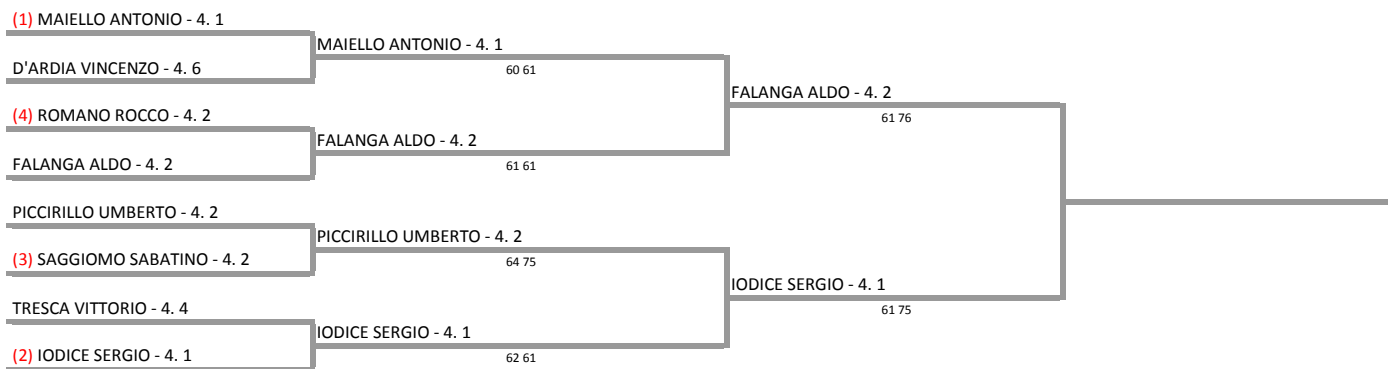 (1) MAIELLO ANTONIO - 4. 1
MAIELLO ANTONIO - 4. 1
D'ARDIA VINCENZO - 4. 6
60 61
FALANGA ALDO - 4. 2
(4) ROMANO ROCCO - 4. 2
61 76
FALANGA ALDO - 4. 2
FALANGA ALDO - 4. 2
61 61
PICCIRILLO UMBERTO - 4. 2
PICCIRILLO UMBERTO - 4. 2
(3) SAGGIOMO SABATINO - 4. 2
64 75
IODICE SERGIO - 4. 1
TRESCA VITTORIO - 4. 4
61 75
IODICE SERGIO - 4. 1
(2) IODICE SERGIO - 4. 1
62 61